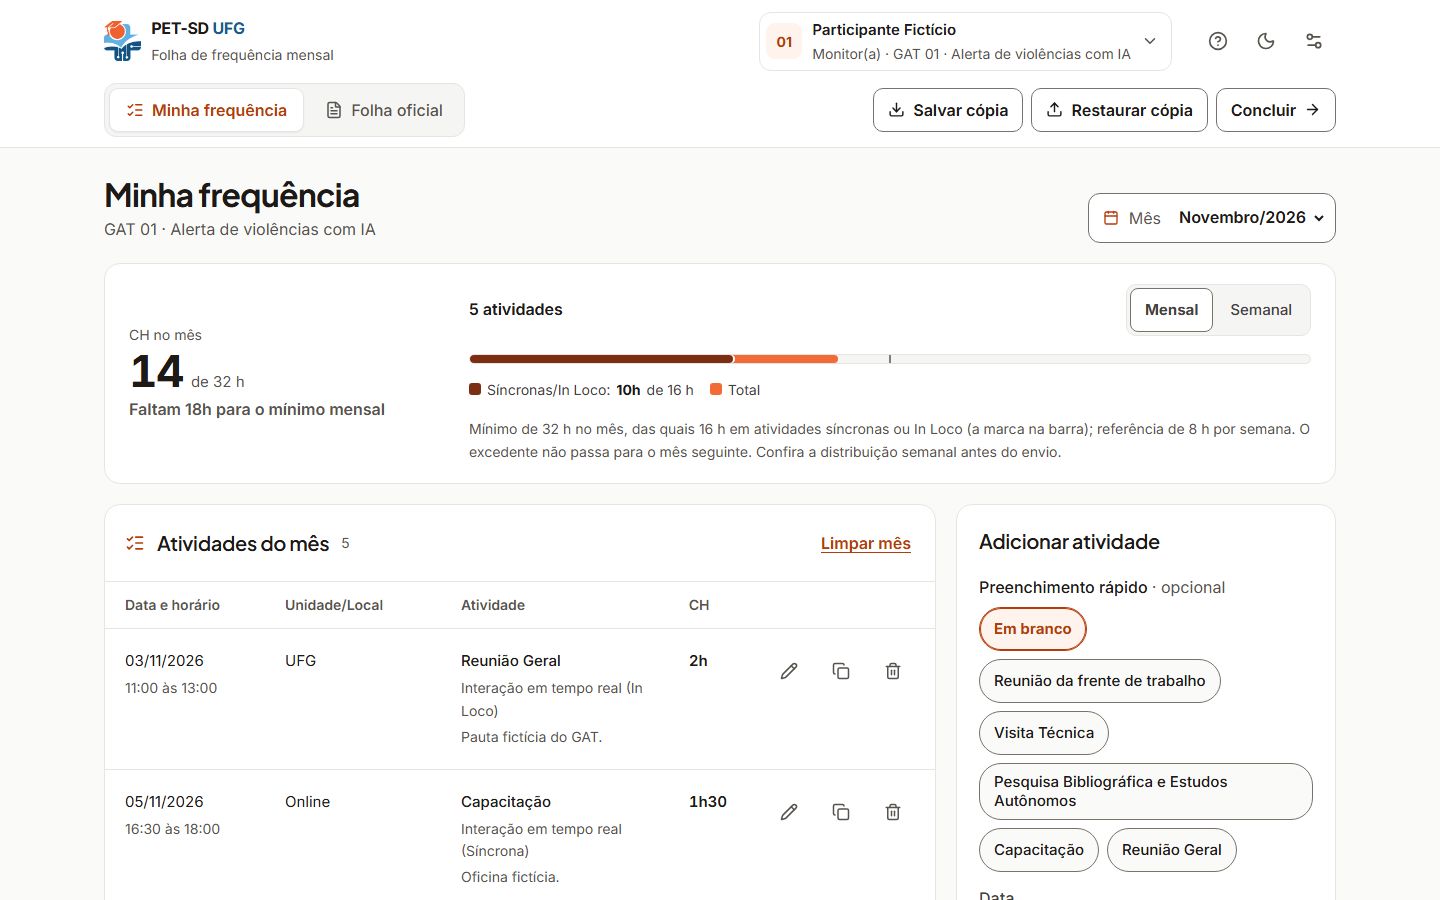 PET-SD UFG
Folha de frequência mensal
01
Participante Fictício
Monitor(a) · GAT 01 · Alerta de violências com IA
Minha frequência
Folha oficial
Salvar cópia
Restaurar cópia
Concluir
Minha frequência
GAT 01 · Alerta de violências com IA
Mês Novembro/2026
CH no mês
14 de 32 h
Faltam 18h para o mínimo mensal
5 atividades
Mensal
Semanal
Síncronas/In Loco: 10h de 16 h
Total
Mínimo de 32 h no mês, das quais 16 h em atividades síncronas ou In Loco (a marca na barra); referência de 8 h por semana. O
excedente não passa para o mês seguinte. Confira a distribuição semanal antes do envio.
Atividades do mês 5
Limpar mês
Data e horário
Unidade/Local
Atividade
CH
03/11/2026
11:00 às 13:00
UFG
Reunião Geral
Interação em tempo real (In
Loco)
Pauta fictícia do GAT.
2h
05/11/2026
16:30 às 18:00
Online
Capacitação
Interação em tempo real
(Síncrona)
Oficina fictícia.
1h30
Adicionar atividade
Preenchimento rápido · opcional
Em branco
Reunião da frente de trabalho
Visita Técnica
Pesquisa Bibliográfica e Estudos
Autônomos
Capacitação
Reunião Geral
Data